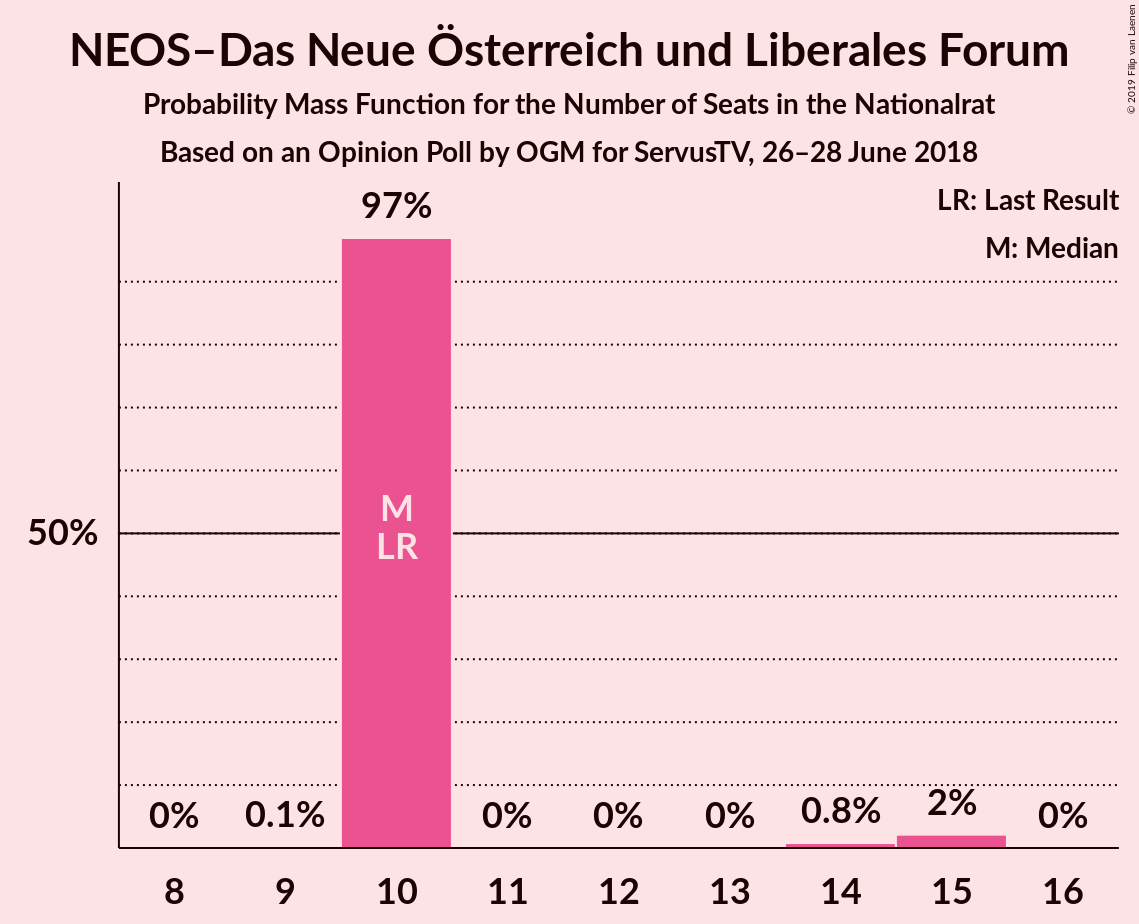 NEOS–Das Neue Österreich und Liberales Forum
Probability Mass Function for the Number of Seats in the Nationalrat
Based on an Opinion Poll by OGM for ServusTV, 26–28 June 2018
© 2019 Filip van Laenen
LR: Last Result
M: Median
97%
50%
M
LR
0%
0.1%
0%
0%
0%
0.8%
2%
0%
8
9
10
11
12
13
14
15
16